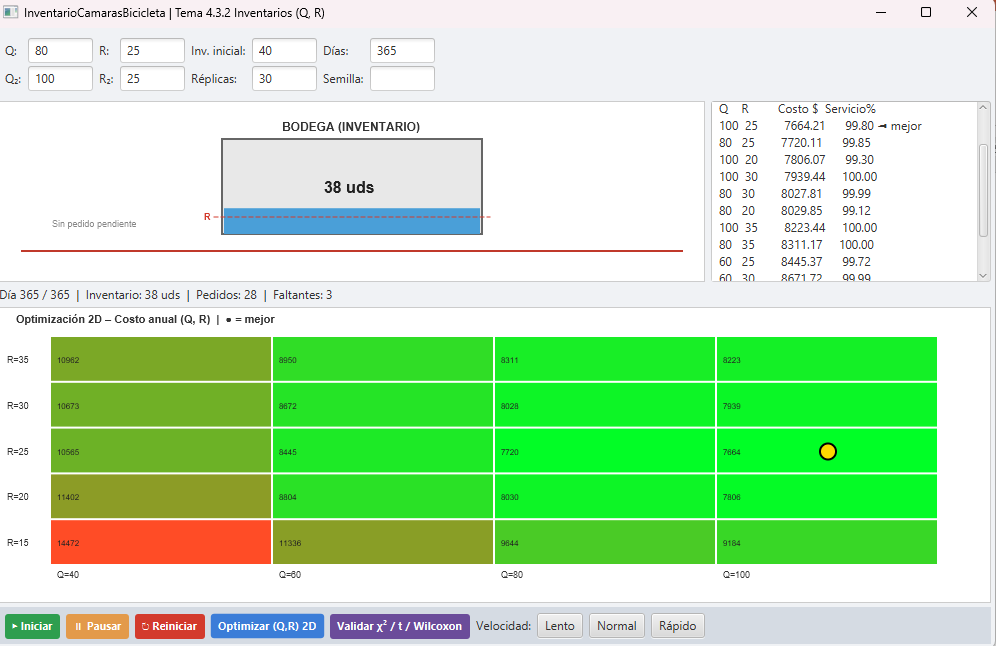 InventarioCamarasBicicleta | Tema 4.3.2 Inventarios (Q, R)
Q: 80 R: 25 Inv. inicial: 40 Días: 365
Q₂: 100 R₂: 25 Réplicas: 30 Semilla:
BODEGA (INVENTARIO)
38 uds
R
Sin pedido pendiente
Q R Costo $ Servicio%
100 25 7664.21 99.80 ◄ mejor
80 25 7720.11 99.85
100 20 7806.07 99.30
100 30 7939.44 100.00
80 30 8027.81 99.99
80 20 8029.85 99.12
100 35 8223.44 100.00
80 35 8311.17 100.00
60 25 8445.37 99.72
60 30 8671.72 99.99
Día 365 / 365 | Inventario: 38 uds | Pedidos: 28 | Faltantes: 3
Optimización 2D – Costo anual (Q, R) | ● = mejor
R=35 10962 8950 8311 8223
R=30 10673 8672 8028 7939
R=25 10565 8445 7720 7664
R=20 11402 8804 8030 7806
R=15 14472 11336 9644 9184
Q=40 Q=60 Q=80 Q=100
▶ Iniciar ⏸ Pausar ↻ Reiniciar Optimizar (Q,R) 2D Validar χ² / t / Wilcoxon Velocidad: Lento Normal Rápido